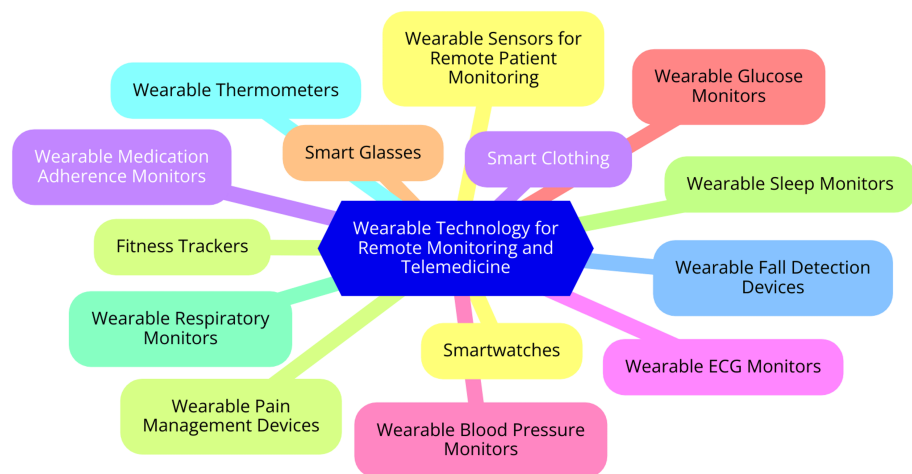 Wearable Sensors for
Remote Patient
Monitoring
Wearable Thermometers
Wearable Glucose
Monitors
Smart Glasses
Smart Clothing
Wearable Medication
Adherence Monitors
Wearable Sleep Monitors
Wearable Technology for
Remote Monitoring and
Telemedicine
Fitness Trackers
Wearable Fall Detection
Devices
Wearable Respiratory
Monitors
Smartwatches
Wearable ECG Monitors
Wearable Pain
Management Devices
Wearable Blood Pressure
Monitors